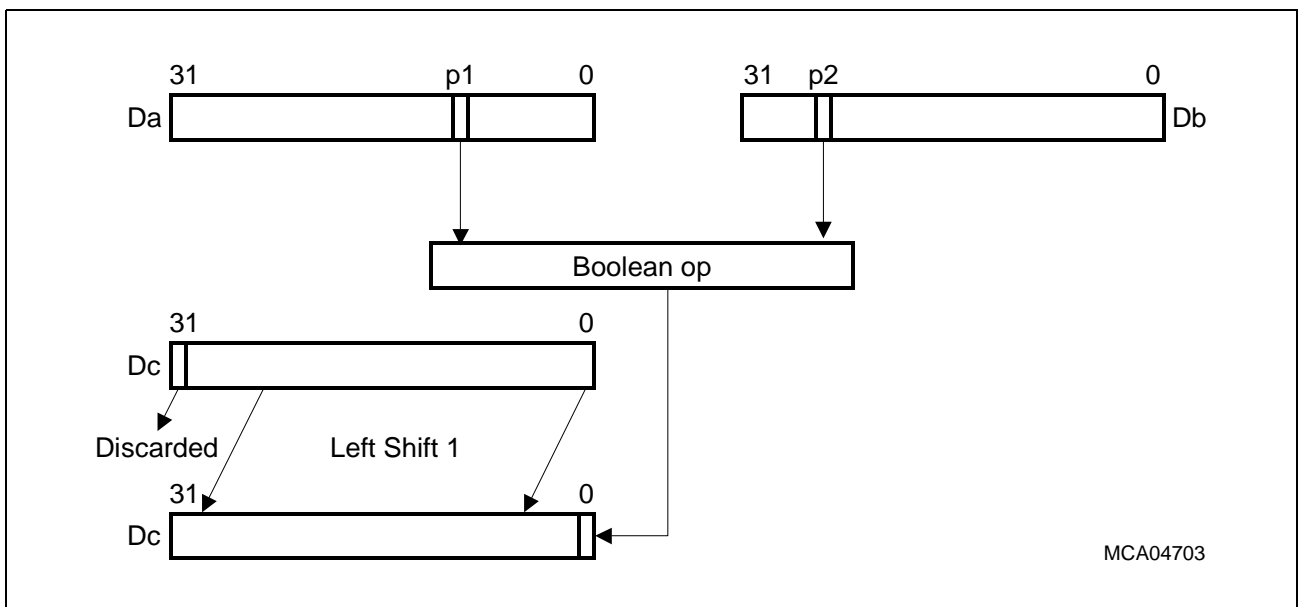 31 p1 0 31 p2 0
Da Db
Boolean op
31 0
Dc
Discarded Left Shift 1
31 0
Dc
MCA04703